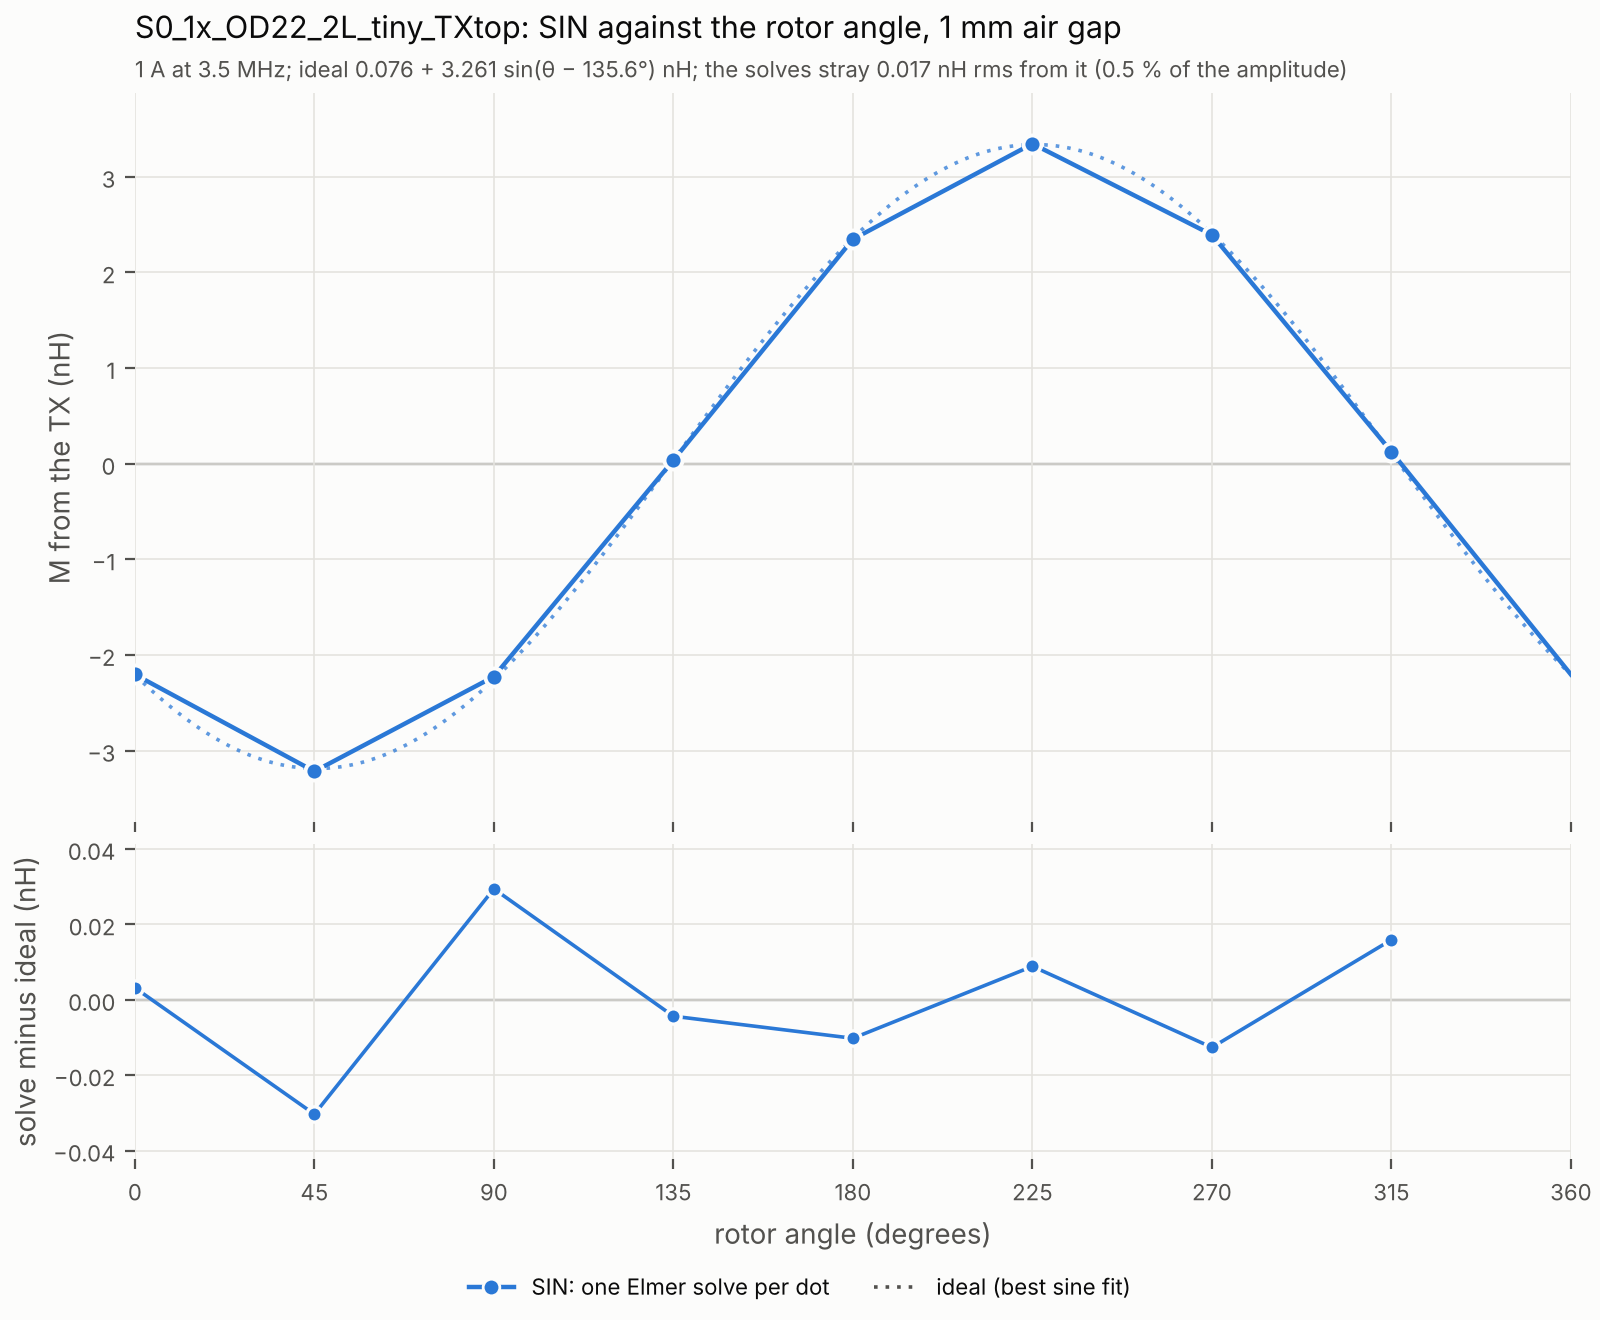 S0_1x_OD22_2L_tiny_TXtop: SIN against the rotor angle, 1 mm air gap
1 A at 3.5 MHz; ideal 0.076 + 3.261 sin(θ − 135.6°) nH; the solves stray 0.017 nH rms from it (0.5 % of the amplitude)
M from the TX (nH)
3
2
1
0
−1
−2
−3
solve minus ideal (nH)
0.04
0.02
0.00
−0.02
−0.04
0 45 90 135 180 225 270 315 360
rotor angle (degrees)
SIN: one Elmer solve per dot ideal (best sine fit)